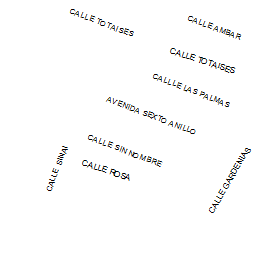 CALLE TOTAISES
CALLE AMBAR
CALLE TOTAISES
CALLLE LAS PALMAS
AVENIDA SEXTO ANILLO
CALLE SIN NOMBRE
CALLE ROSA
CALLE SINAI
CALLE GARDENIAS